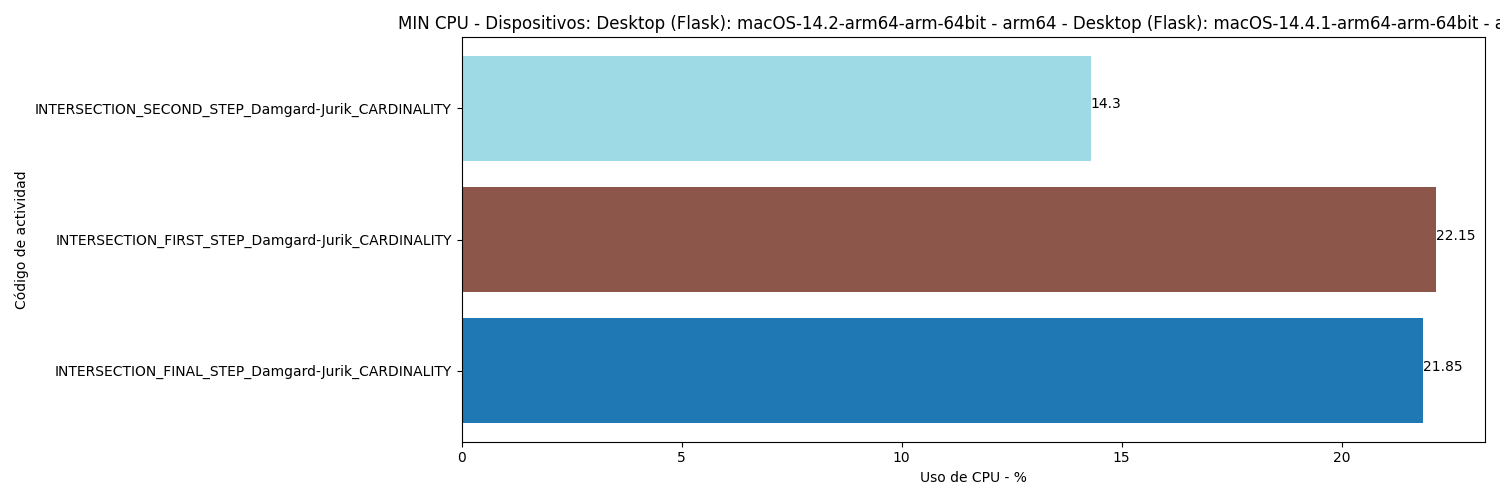 MIN CPU - Dispositivos: Desktop (Flask): macOS-14.2-arm64-arm-64bit - arm64 - Desktop (Flask): macOS-14.4.1-arm64-arm-64bit -
INTERSECTION_SECOND_STEP_Damgard-Jurik_CARDINALITY
14.3
INTERSECTION_FIRST_STEP_Damgard-Jurik_CARDINALITY
22.15
INTERSECTION_FINAL_STEP_Damgard-Jurik_CARDINALITY
21.85
Código de actividad
0 5 10 15 20
Uso de CPU - %